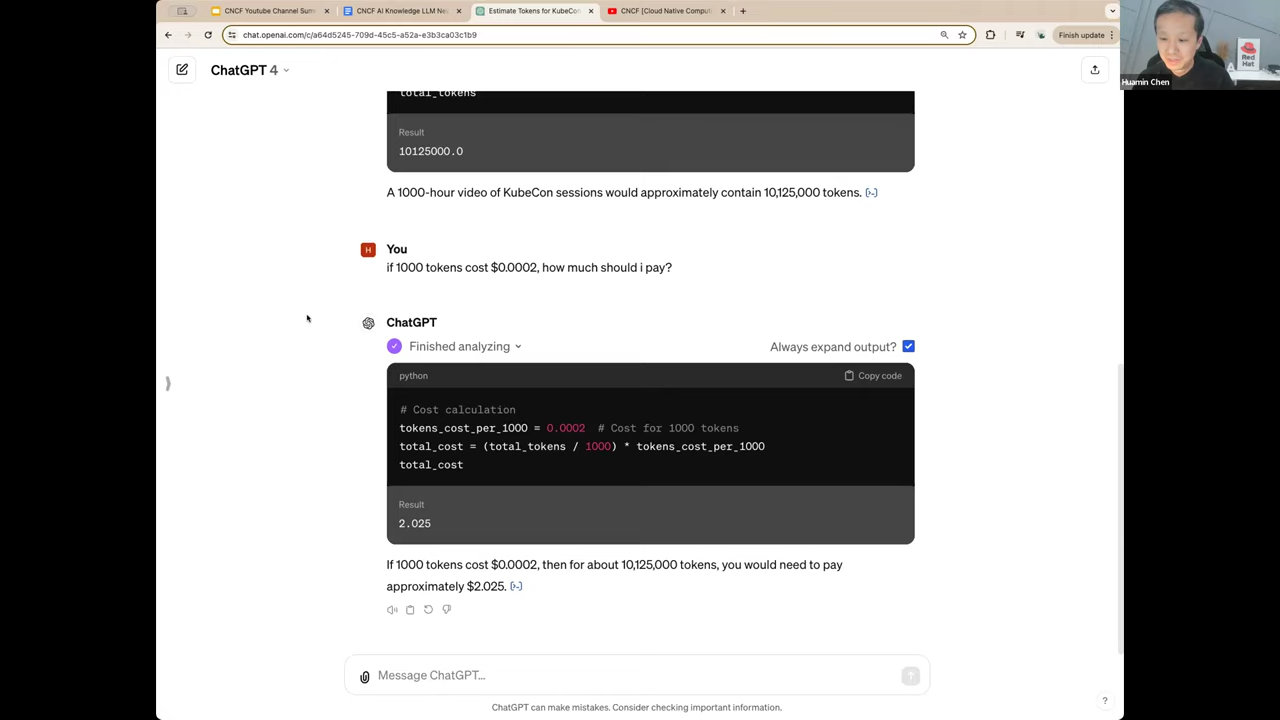 CNCF Youtube Channel Sum
CNCF AI Knowledge LLM Ne
Estimate Tokens for KubeCon
CNCF [Cloud Native Comput
chat.openai.com/c/a64d5245-709d-45c5-a52a-e3b3ca03c1b9
Finish update
Red Hat
Huamin Chen
ChatGPT 4
total_tokens
Result
10125000.0
A 1000-hour video of KubeCon sessions would approximately contain 10,125,000 tokens. [>-]
H
You
if 1000 tokens cost $0.0002, how much should i pay?
ChatGPT
Finished analyzing
Always expand output?
python
Copy code
# Cost calculation
tokens_cost_per_1000 = 0.0002  # Cost for 1000 tokens
total_cost = (total_tokens / 1000) * tokens_cost_per_1000
total_cost
Result
2.025
If 1000 tokens cost $0.0002, then for about 10,125,000 tokens, you would need to pay
approximately $2.025. [>-]
Message ChatGPT...
ChatGPT can make mistakes. Consider checking important information.
?